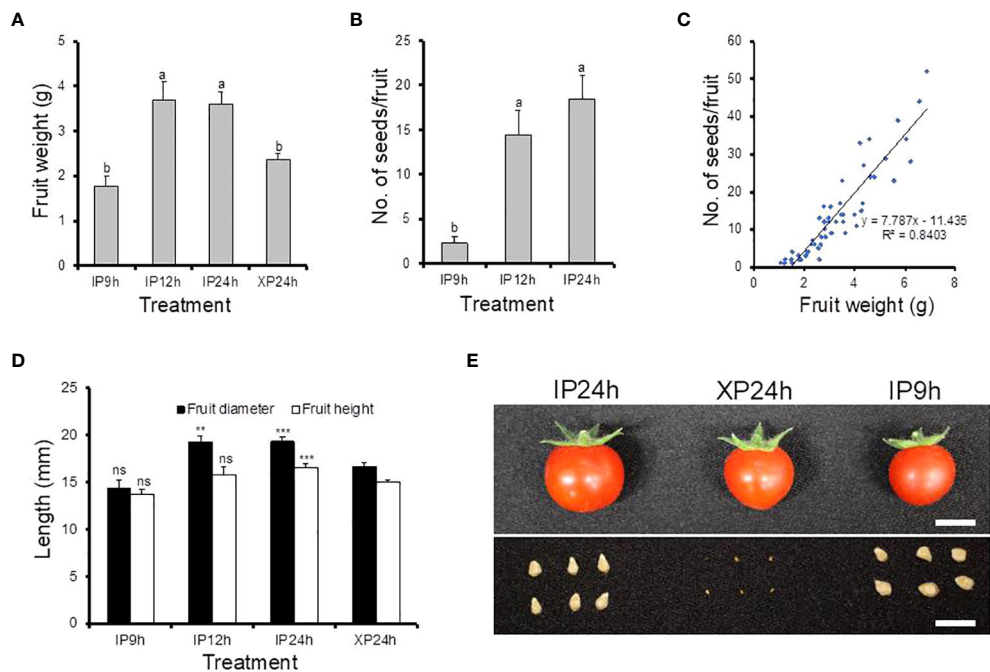 A
Fruit weight (g)
5
4
3
2
1
0
b
a
a
b
IP9h IP12h IP24h XP24h
Treatment
B
No. of seeds/fruit
25
20
15
10
5
0
b
a
a
IP9h IP12h IP24h
Treatment
C
No. of seeds/fruit
60
50
40
30
20
10
0
y = 7.787x - 11.435
R² = 0.8403
0 2 4 6 8
Fruit weight (g)
D
Length (mm)
25
20
15
10
5
0
Fruit diameter Fruit height
ns
ns
**
ns
***
***
IP9h IP12h IP24h XP24h
Treatment
E
IP24h XP24h IP9h